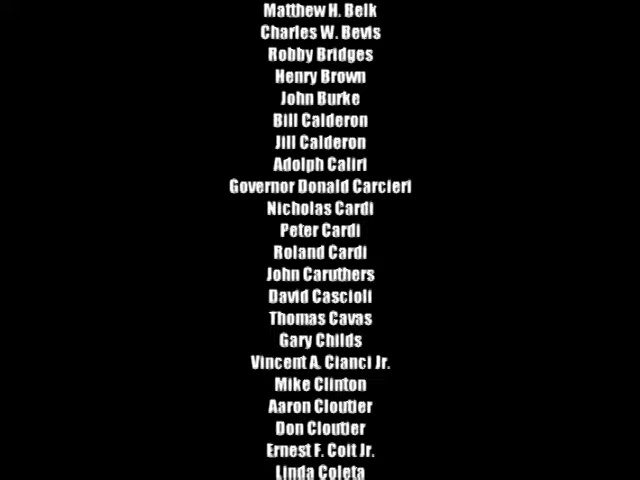 Matthew H. Belk
Charles W. Bevis
Robby Bridges
Henry Brown
John Burke
Bill Calderon
Jill Calderon
Adolph Caliri
Governor Donald Carcieri
Nicholas Cardi
Peter Cardi
Roland Cardi
John Caruthers
David Cascioli
Thomas Cavas
Gary Childs
Vincent A. Cianci Jr.
Mike Clinton
Aaron Cloutier
Don Cloutier
Ernest F. Coit Jr.
Linda Coleta